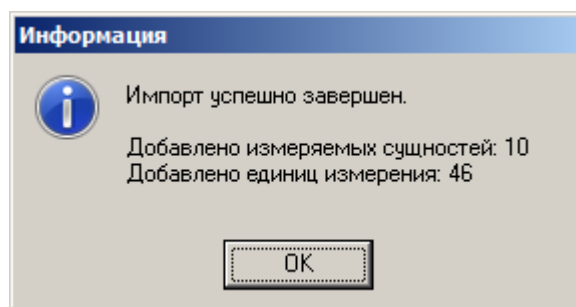 Информация
Импорт успешно завершен.
Добавлено измеряемых сущностей: 10
Добавлено единиц измерения: 46
OK